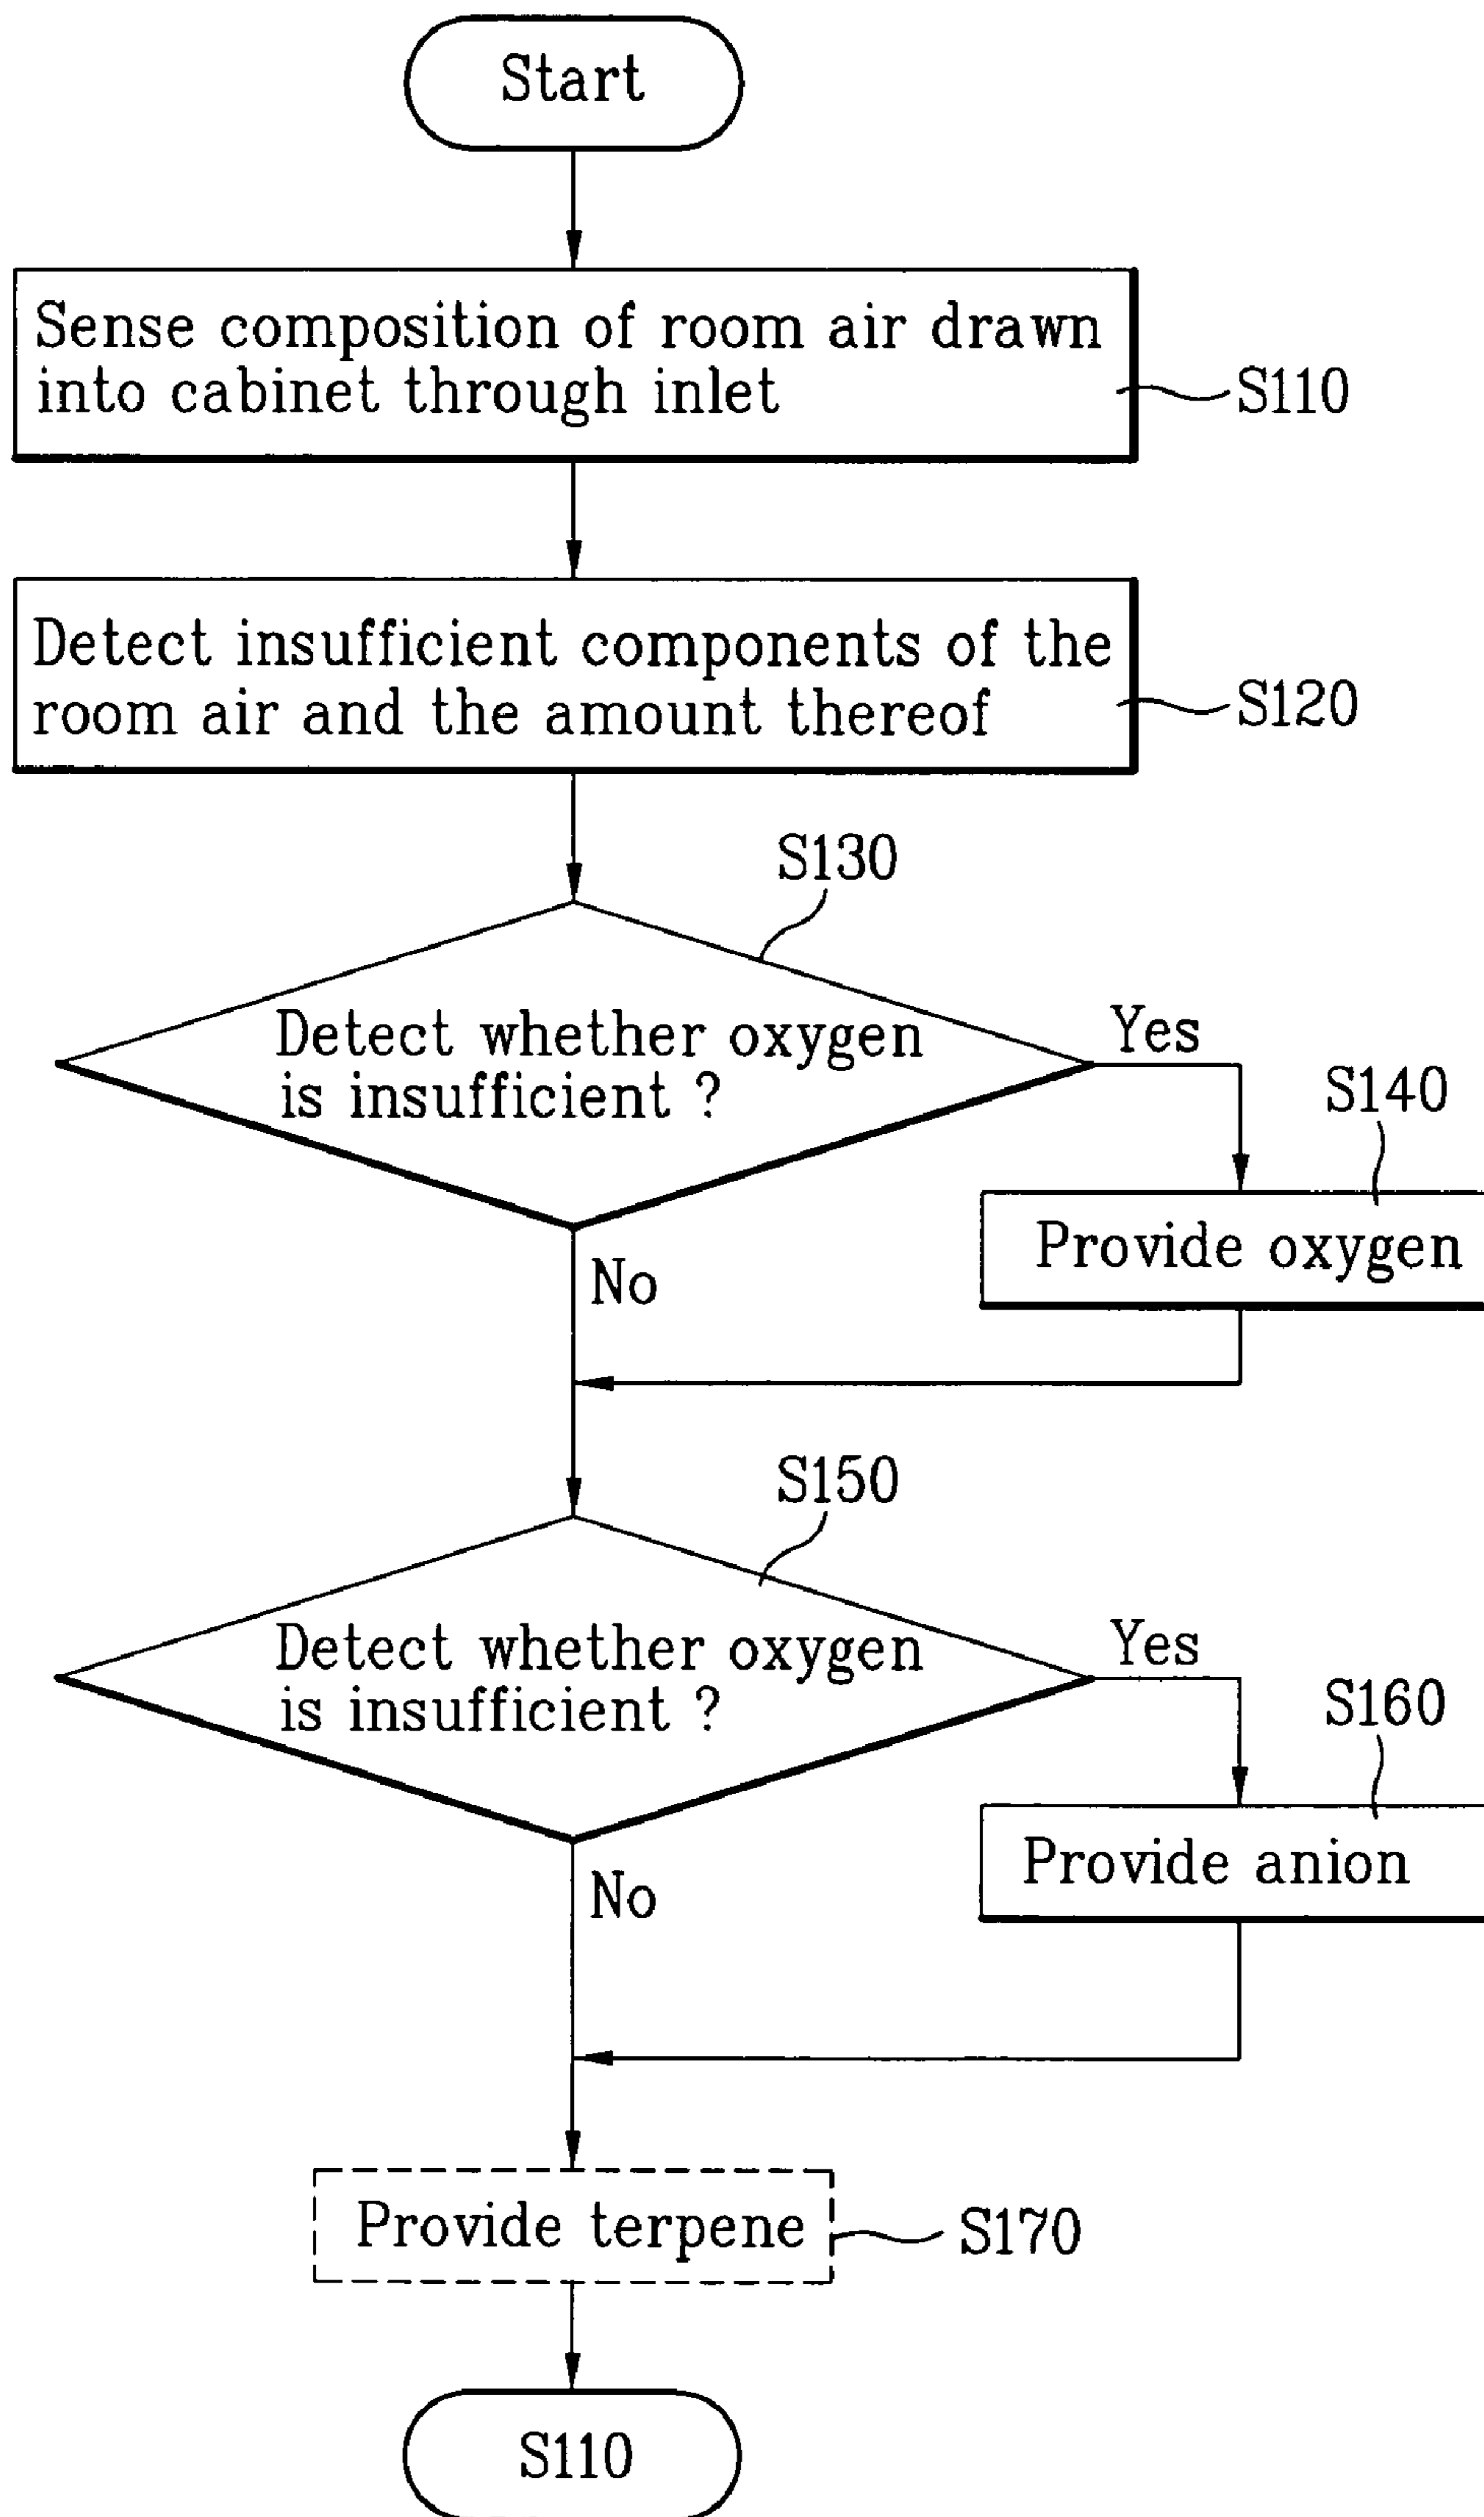 Start
Sense composition of room air drawn
into cabinet through inlet
S110
Detect insufficient components of the
room air and the amount thereof
S120
S130
Detect whether oxygen
is insufficient ?
Yes
S140
Provide oxygen
No
S150
Detect whether oxygen
is insufficient ?
Yes
S160
Provide anion
No
Provide terpene
S170
S110